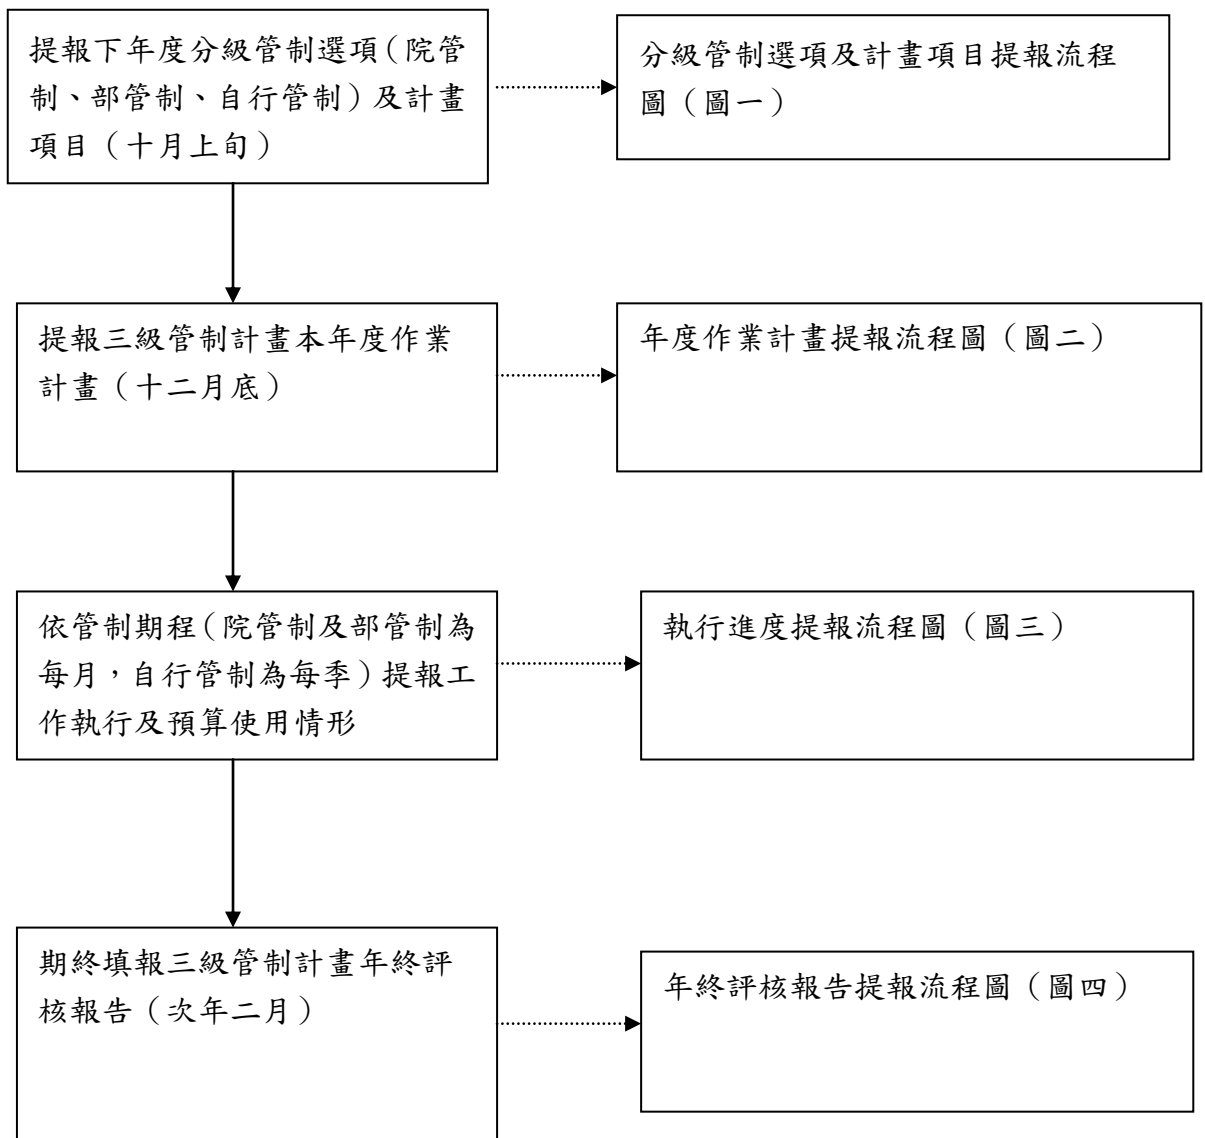 提報下年度分級管制選項（院管
制、部管制、自行管制）及計畫
項目（十月上旬）
分級管制選項及計畫項目提報流程
圖（圖一）
提報三級管制計畫本年度作業
計畫（十二月底）
年度作業計畫提報流程圖（圖二）
依管制期程（院管制及部管制為
每月，自行管制為每季）提報工
作執行及預算使用情形
執行進度提報流程圖（圖三）
期終填報三級管制計畫年終評
核報告（次年二月）
年終評核報告提報流程圖（圖四）